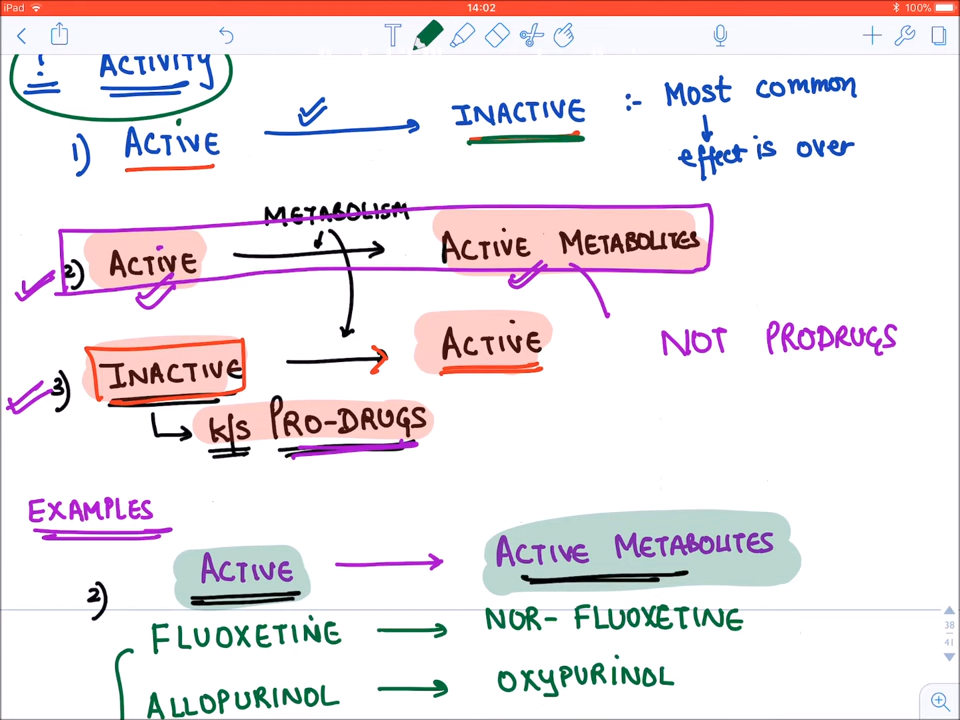 iPad 14:02 100%
T
! ACTIVITY
1) ACTIVE INACTIVE :- Most common
effect is over
METABOLISM
2) ACTIVE ACTIVE METABOLITES
NOT PRODRUGS
3) INACTIVE ACTIVE
k/s PRO-DRUGS
EXAMPLES
2) ACTIVE ACTIVE METABOLITES
FLUOXETINE NOR-FLUOXETINE
ALLOPURINOL OXYPURINOL
38
41